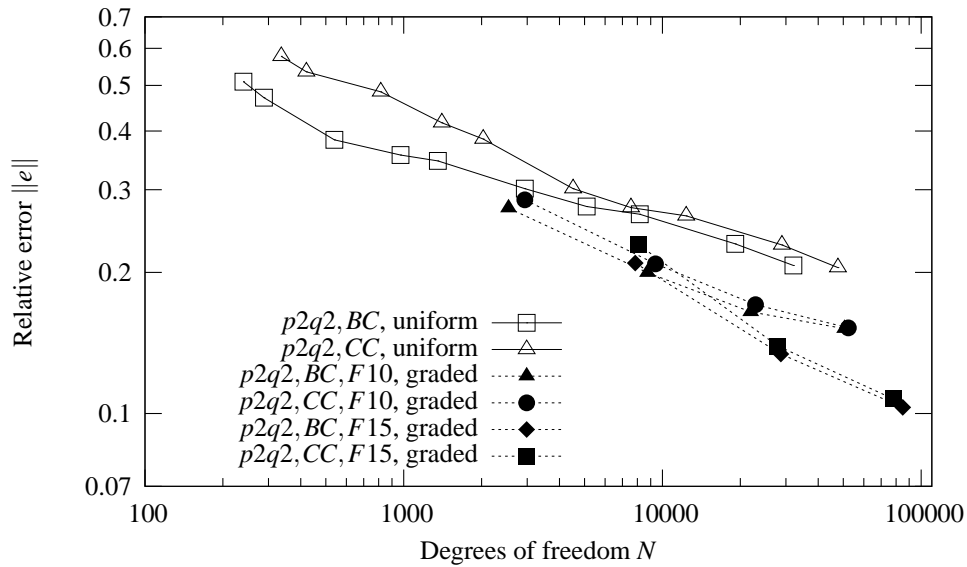 0.7
0.6
0.5
0.4
0.3
0.2
0.1
0.07
Relative error ||e||
p2q2, BC, uniform
p2q2, CC, uniform
p2q2, BC, F10, graded
p2q2, CC, F10, graded
p2q2, BC, F15, graded
p2q2, CC, F15, graded
100 1000 10000 100000
Degrees of freedom N